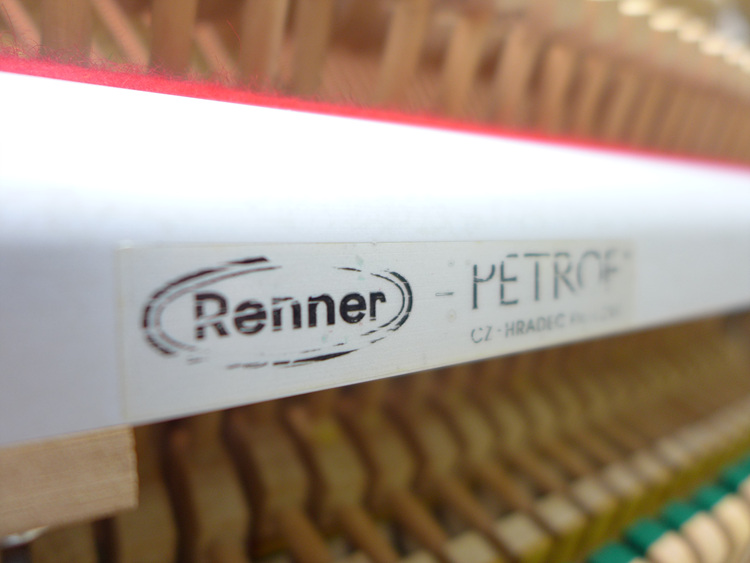 Renner - PETROF
CZ - HRADEC